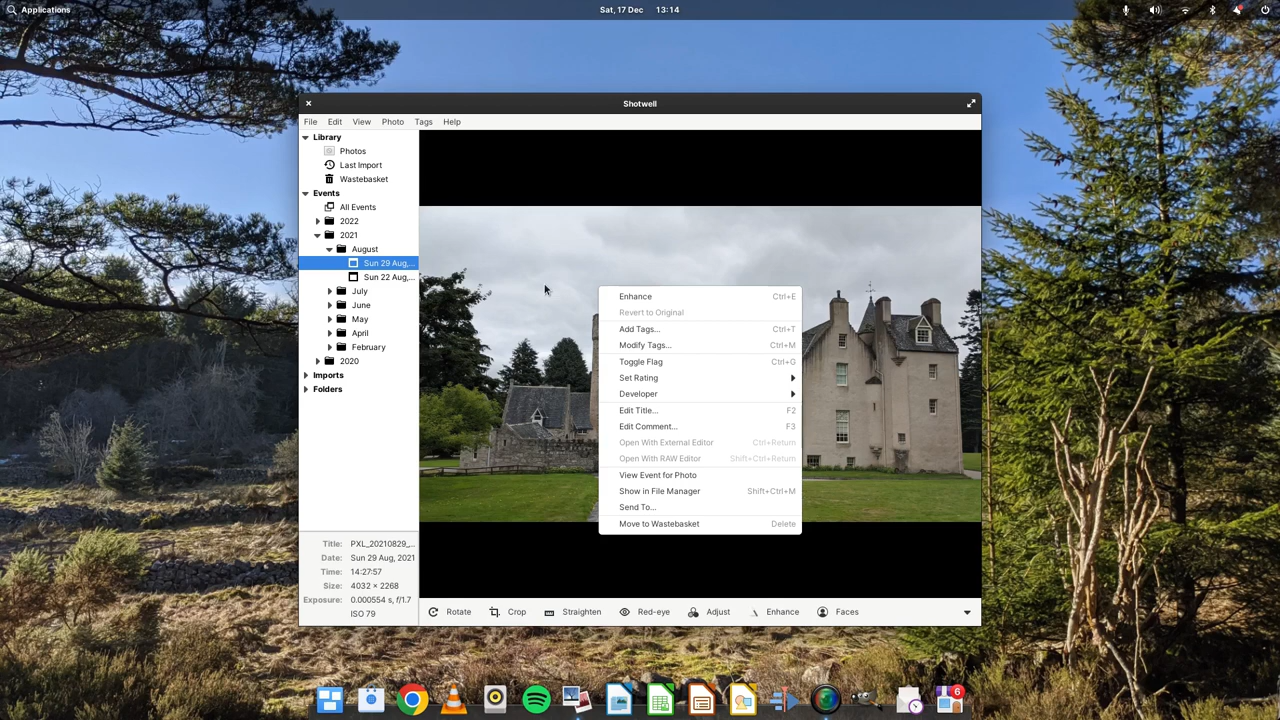 Applications
Sat, 17 Dec 13:14
Shotwell
File Edit View Photo Tags Help
Library
Photos
Last Import
Wastebasket
Events
All Events
2022
2021
August
Sun 29 Aug,...
Sun 22 Aug,...
July
June
May
April
February
2020
Imports
Folders
Title: PXL_20210829_...
Date: Sun 29 Aug, 2021
Time: 14:27:57
Size: 4032 × 2268
Exposure: 0.000554 s, f/1.7
ISO 79
Enhance Ctrl+E
Revert to Original
Add Tags... Ctrl+T
Modify Tags... Ctrl+M
Toggle Flag Ctrl+G
Set Rating
Developer
Edit Title... F2
Edit Comment... F3
Open With External Editor Ctrl+Return
Open With RAW Editor Shift+Ctrl+Return
View Event for Photo
Show in File Manager Shift+Ctrl+M
Send To...
Move to Wastebasket Delete
Rotate Crop Straighten Red-eye Adjust Enhance Faces
6